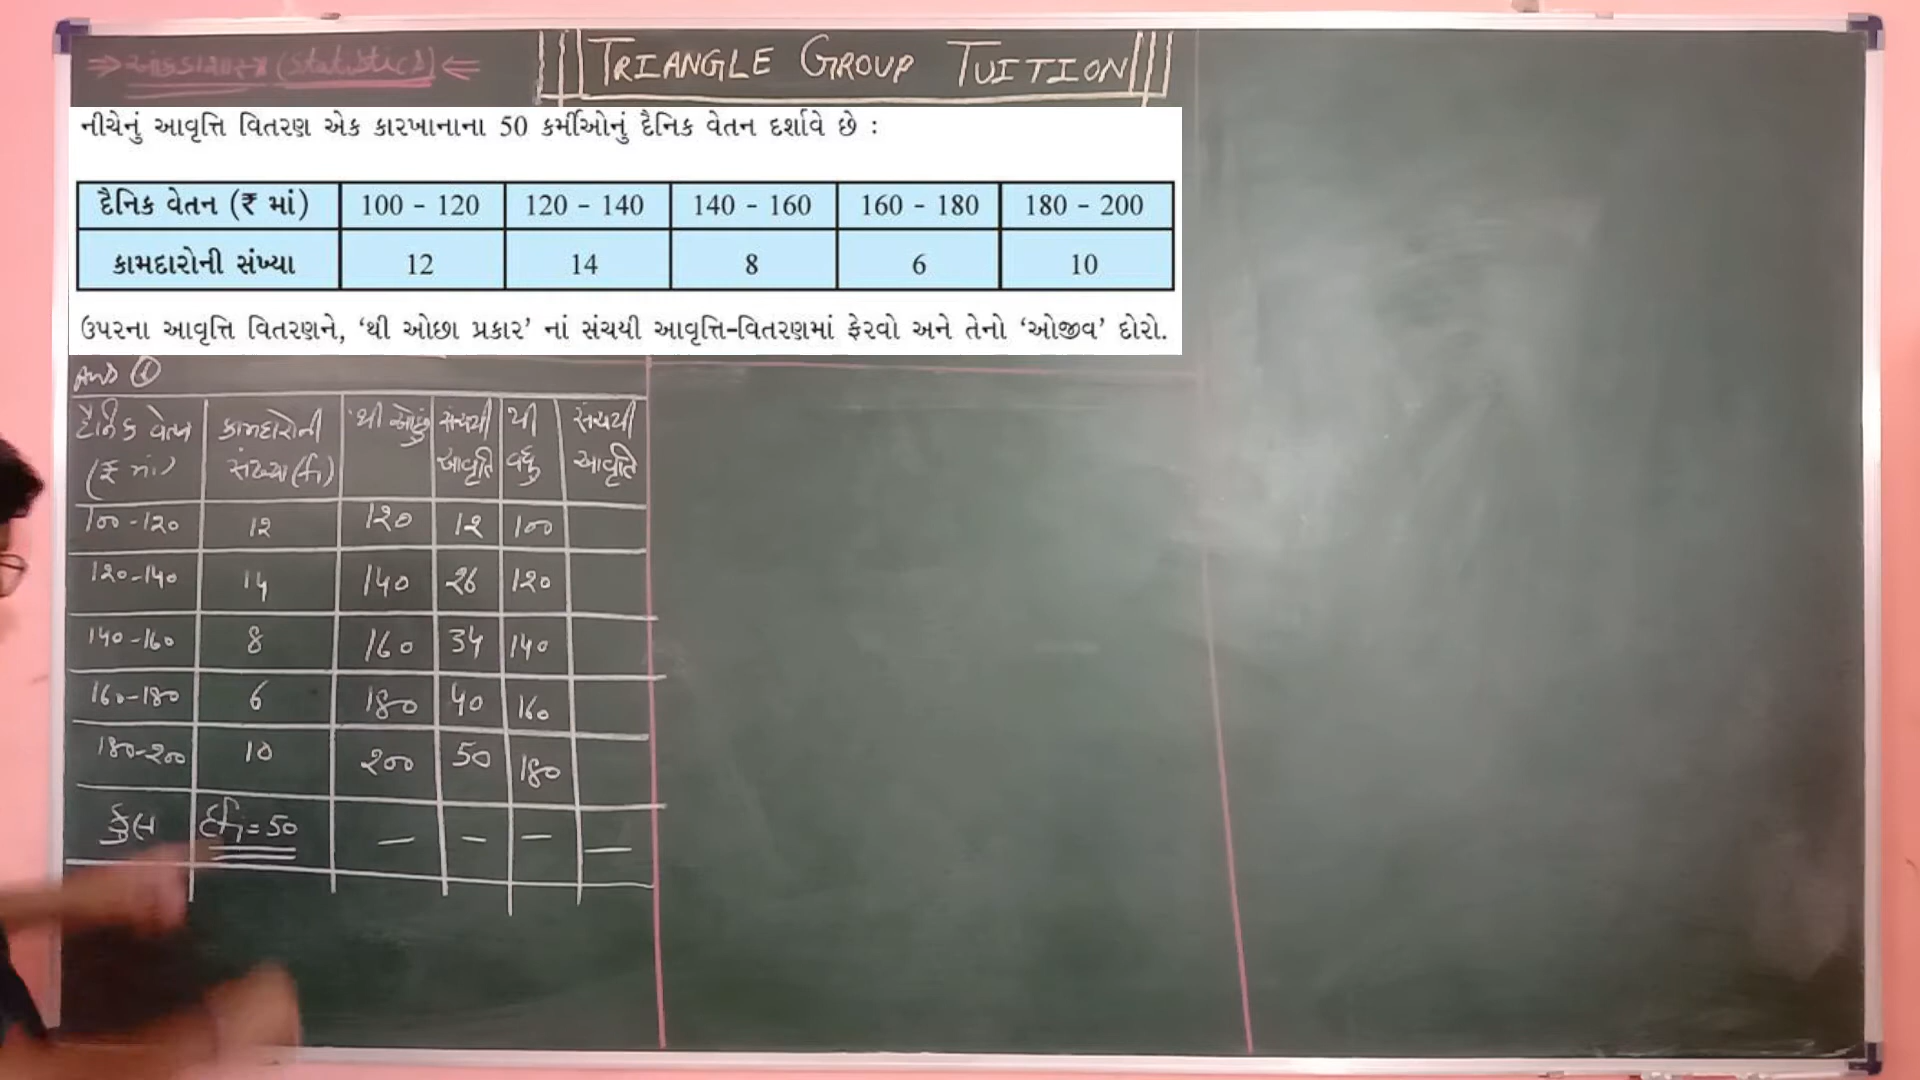 ⇒ આંકડાશાસ્ત્ર (Statistics) ⇐
TRIANGLE GROUP TUITION
નીચેનું આવૃત્તિ વિતરણ એક કારખાનાના 50 કર્મીઓનું દૈનિક વેતન દર્શાવે છે :
દૈનિક વેતન (₹ માં) 100 - 120 120 - 140 140 - 160 160 - 180 180 - 200
કામદારોની સંખ્યા 12 14 8 6 10
ઉપરના આવૃત્તિ વિતરણને, ‘થી ઓછા પ્રકાર’ નાં સંચયી આવૃત્તિ-વિતરણમાં ફેરવો અને તેનો ‘ઓજીવ’ દોરો.
Ans ①
દૈનિક વેતન કામદારોની 'થી ઓછું સંચયી થી સંચયી
(₹ માં) સંખ્યા (fi) આવૃતિ વધુ આવૃતિ
100-120 12 120 12 100
120-140 14 140 26 120
140-160 8 160 34 140
160-180 6 180 40 160
180-200 10 200 50 180
કુલ Σfi = 50 — — — —